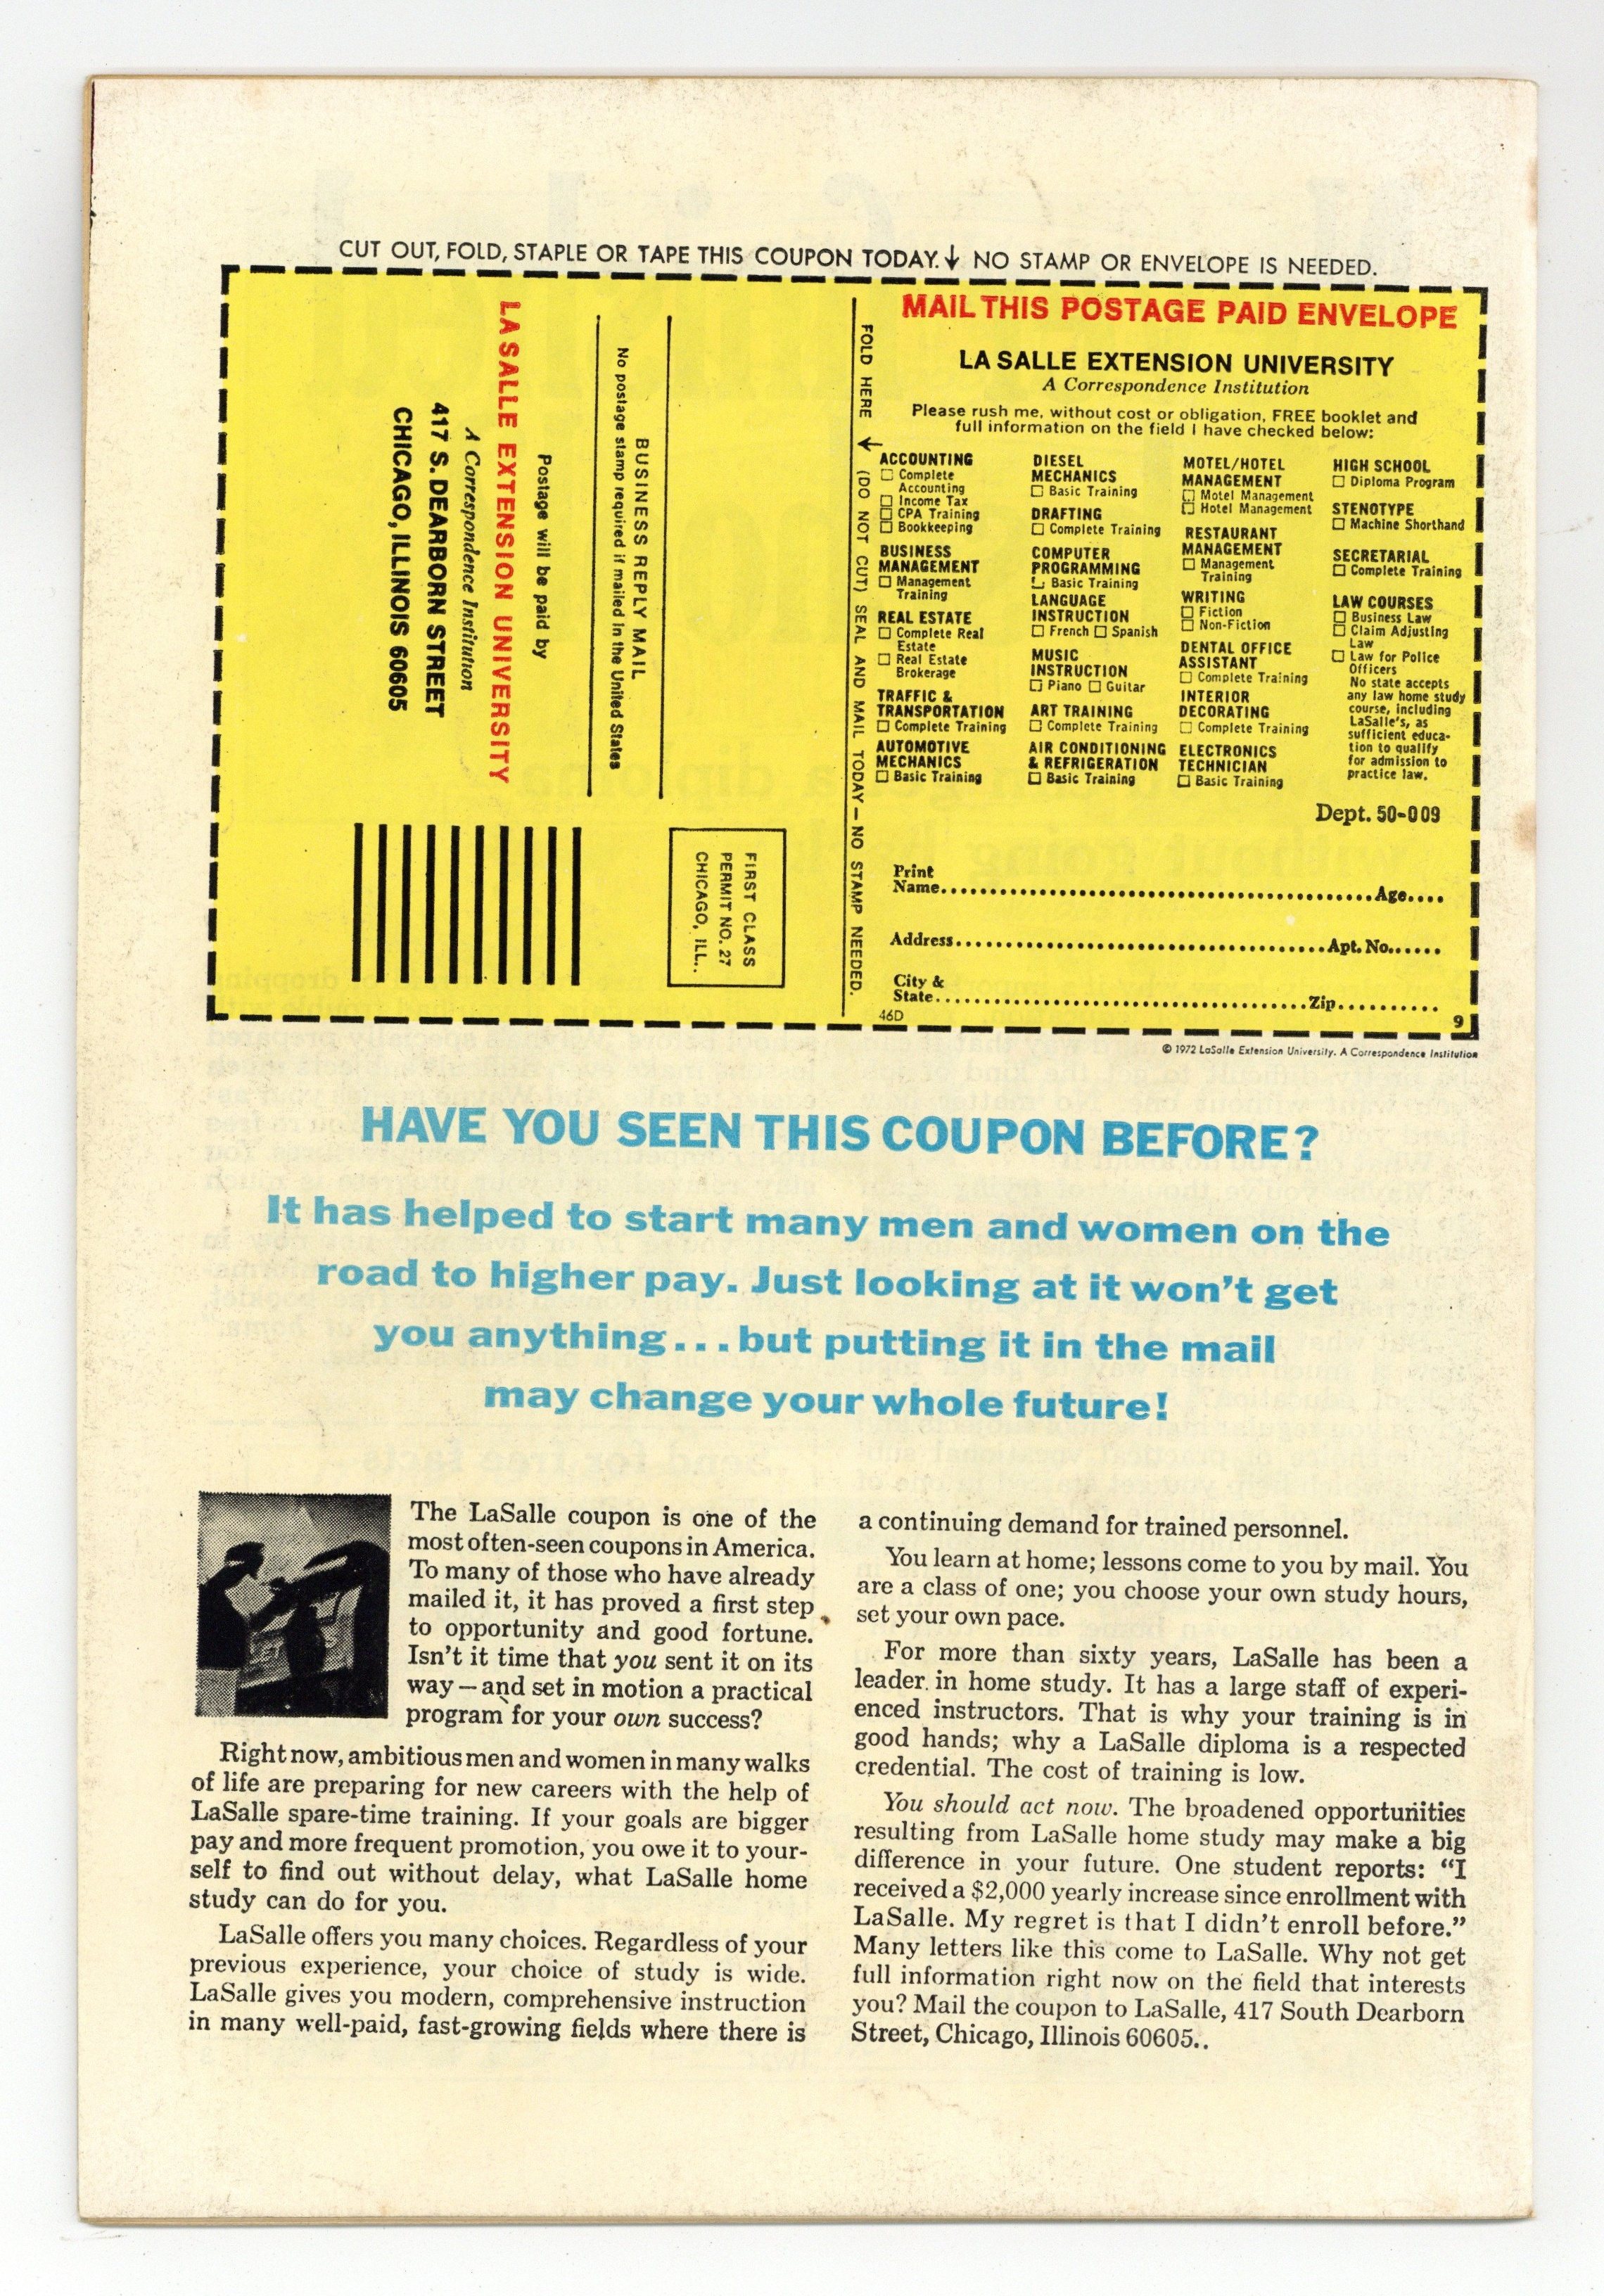 CUT OUT, FOLD, STAPLE OR TAPE THIS COUPON TODAY. ↓ NO STAMP OR ENVELOPE IS NEEDED.
FIRST CLASS
PERMIT NO. 27
CHICAGO, ILL..
BUSINESS REPLY MAIL
No postage stamp required if mailed in the United States
Postage will be paid by
LA SALLE EXTENSION UNIVERSITY
A Correspondence Institution
417 S. DEARBORN STREET
CHICAGO, ILLINOIS 60605
FOLD HERE ↓ (DO NOT CUT) SEAL AND MAIL TODAY — NO STAMP NEEDED.
MAIL THIS POSTAGE PAID ENVELOPE
LA SALLE EXTENSION UNIVERSITY
A Correspondence Institution
Please rush me, without cost or obligation, FREE booklet and
full information on the field I have checked below:
ACCOUNTING
☐ Complete
Accounting
☐ Income Tax
☐ CPA Training
☐ Bookkeeping
BUSINESS
MANAGEMENT
☐ Management
Training
REAL ESTATE
☐ Complete Real
Estate
☐ Real Estate
Brokerage
TRAFFIC &
TRANSPORTATION
☐ Complete Training
AUTOMOTIVE
MECHANICS
☐ Basic Training
DIESEL
MECHANICS
☐ Basic Training
DRAFTING
☐ Complete Training
COMPUTER
PROGRAMMING
☐ Basic Training
LANGUAGE
INSTRUCTION
☐ French ☐ Spanish
MUSIC
INSTRUCTION
☐ Piano ☐ Guitar
ART TRAINING
☐ Complete Training
AIR CONDITIONING
& REFRIGERATION
☐ Basic Training
MOTEL/HOTEL
MANAGEMENT
☐ Motel Management
☐ Hotel Management
RESTAURANT
MANAGEMENT
☐ Management
Training
WRITING
☐ Fiction
☐ Non-Fiction
DENTAL OFFICE
ASSISTANT
☐ Complete Training
INTERIOR
DECORATING
☐ Complete Training
ELECTRONICS
TECHNICIAN
☐ Basic Training
HIGH SCHOOL
☐ Diploma Program
STENOTYPE
☐ Machine Shorthand
SECRETARIAL
☐ Complete Training
LAW COURSES
☐ Business Law
☐ Claim Adjusting
Law
☐ Law for Police
Officers
No state accepts
any law home study
course, including
LaSalle's, as
sufficient educa-
tion to qualify
for admission to
practice law.
Dept. 50-009
Print
Name........................................Age....
Address........................................Apt. No......
City &
State........................................Zip..........
46D 9
© 1972 LaSalle Extension University. A Correspondence Institution
HAVE YOU SEEN THIS COUPON BEFORE?
It has helped to start many men and women on the
road to higher pay. Just looking at it won't get
you anything...but putting it in the mail
may change your whole future!
The LaSalle coupon is one of the
most often-seen coupons in America.
To many of those who have already
mailed it, it has proved a first step
to opportunity and good fortune.
Isn't it time that you sent it on its
way — and set in motion a practical
program for your own success?
Right now, ambitious men and women in many walks
of life are preparing for new careers with the help of
LaSalle spare-time training. If your goals are bigger
pay and more frequent promotion, you owe it to your-
self to find out without delay, what LaSalle home
study can do for you.
LaSalle offers you many choices. Regardless of your
previous experience, your choice of study is wide.
LaSalle gives you modern, comprehensive instruction
in many well-paid, fast-growing fields where there is
a continuing demand for trained personnel.
You learn at home; lessons come to you by mail. You
are a class of one; you choose your own study hours,
set your own pace.
For more than sixty years, LaSalle has been a
leader in home study. It has a large staff of experi-
enced instructors. That is why your training is in
good hands; why a LaSalle diploma is a respected
credential. The cost of training is low.
You should act now. The broadened opportunities
resulting from LaSalle home study may make a big
difference in your future. One student reports: "I
received a $2,000 yearly increase since enrollment with
LaSalle. My regret is that I didn't enroll before."
Many letters like this come to LaSalle. Why not get
full information right now on the field that interests
you? Mail the coupon to LaSalle, 417 South Dearborn
Street, Chicago, Illinois 60605..